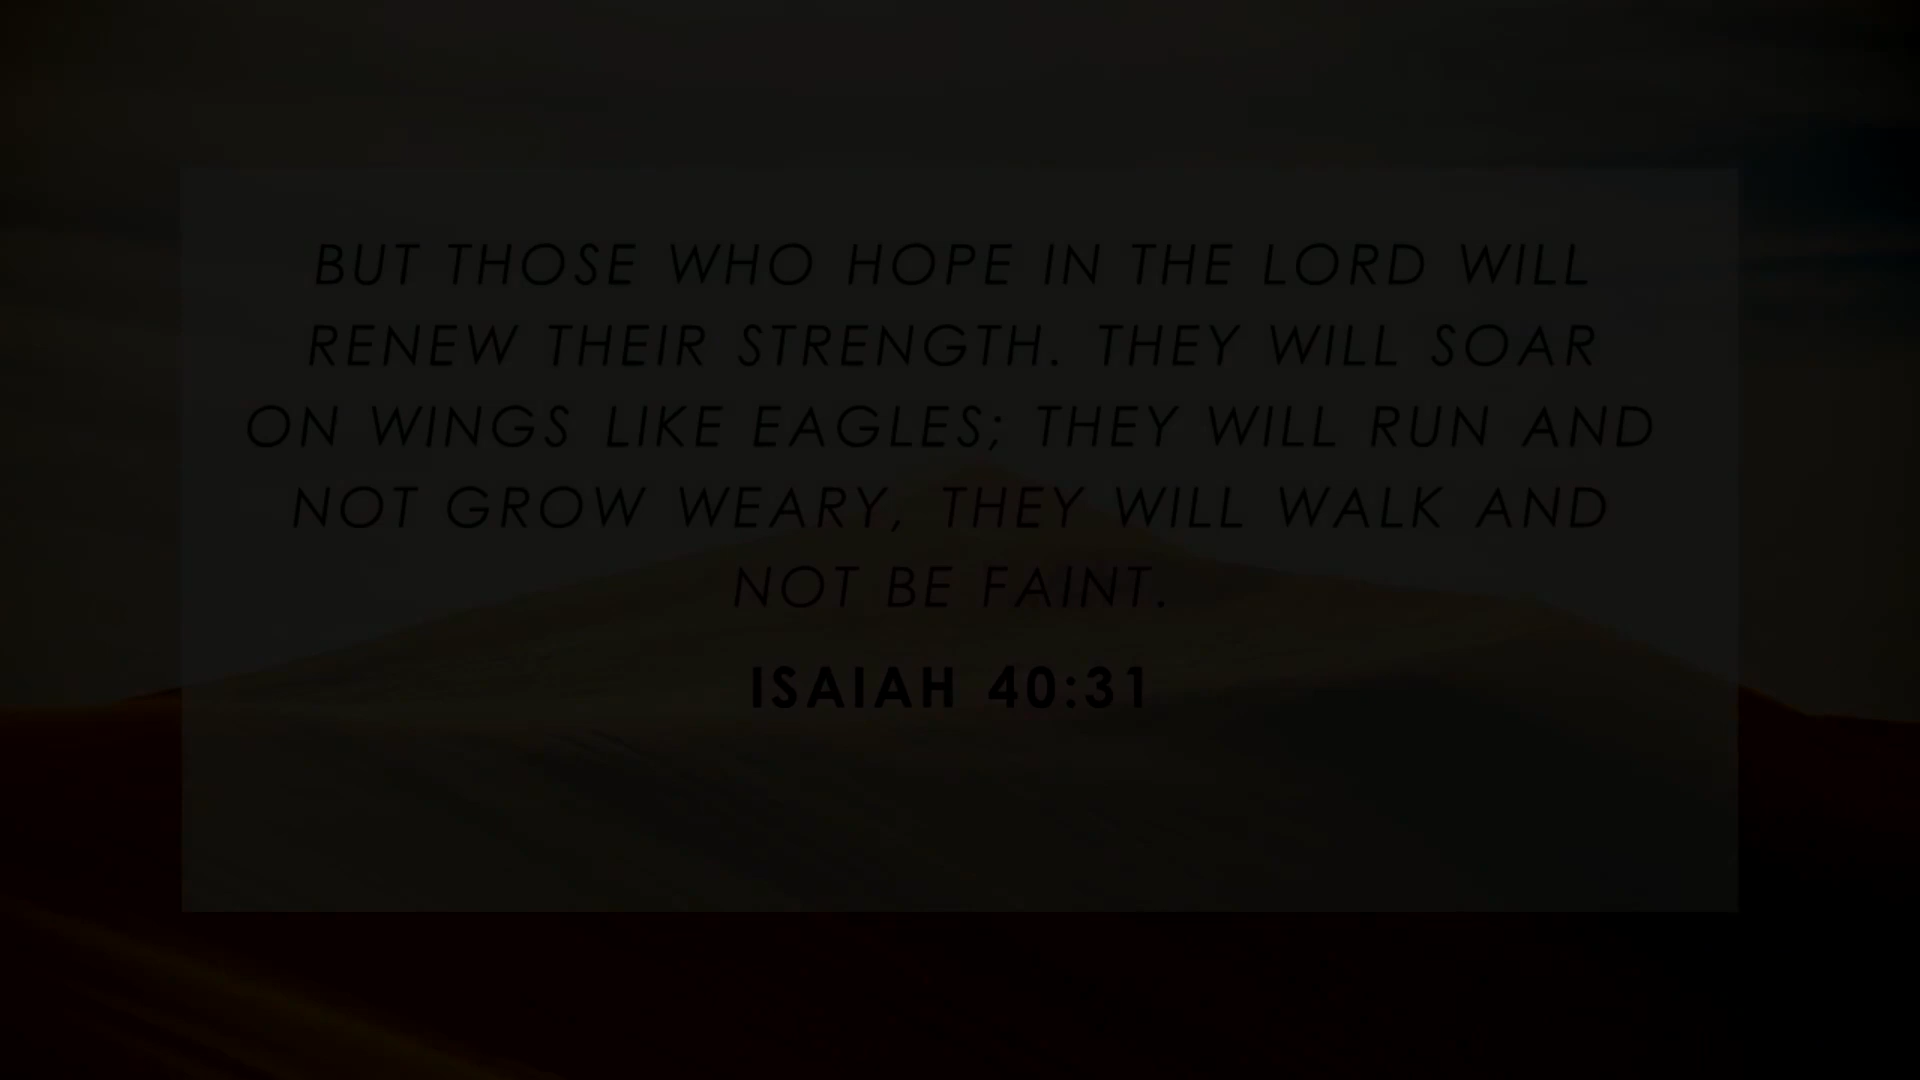 BUT THOSE WHO HOPE IN THE LORD WILL
RENEW THEIR STRENGTH. THEY WILL SOAR
ON WINGS LIKE EAGLES; THEY WILL RUN AND
NOT GROW WEARY, THEY WILL WALK AND
NOT BE FAINT.
ISAIAH 40:31